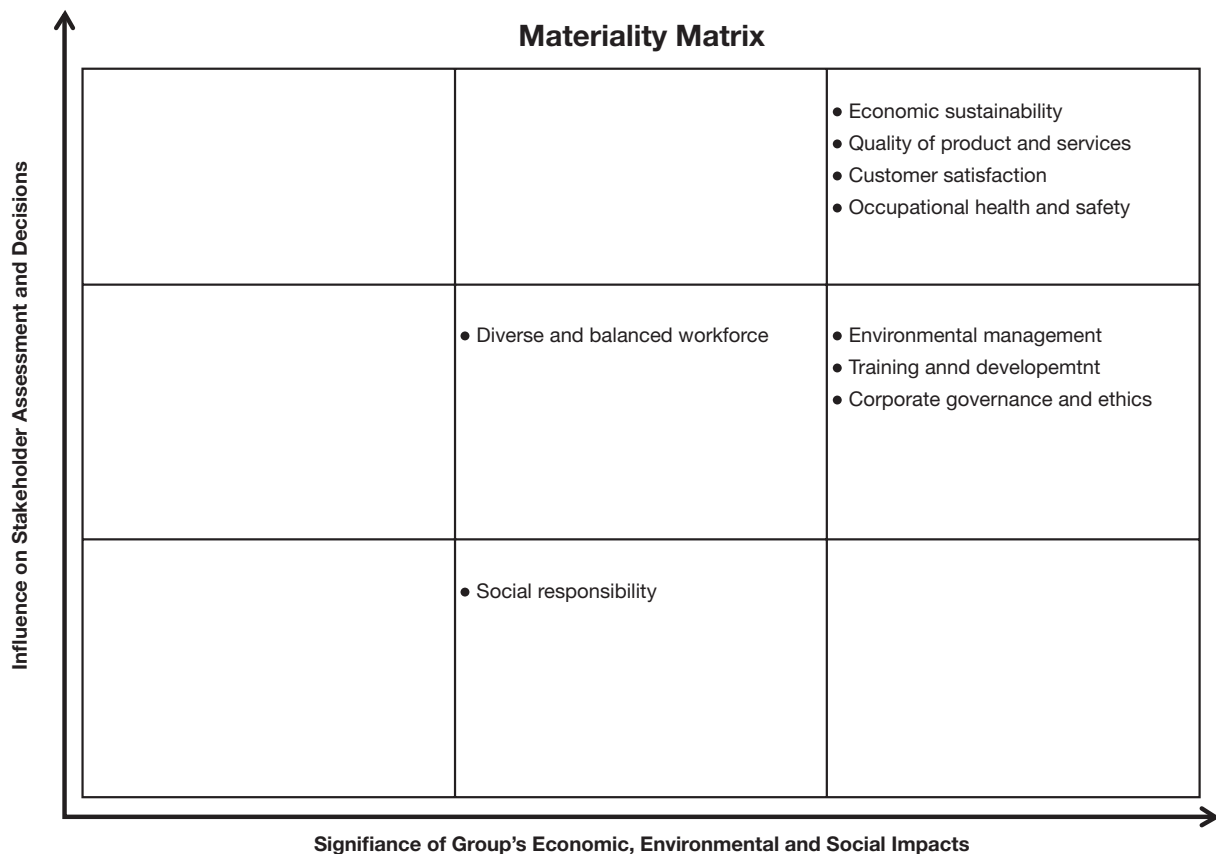 Materiality Matrix
Influence on Stakeholder Assessment and Decisions
• Economic sustainability
• Quality of product and services
• Customer satisfaction
• Occupational health and safety
• Diverse and balanced workforce
• Environmental management
• Training annd developemtnt
• Corporate governance and ethics
• Social responsibility
Signifiance of Group's Economic, Environmental and Social Impacts